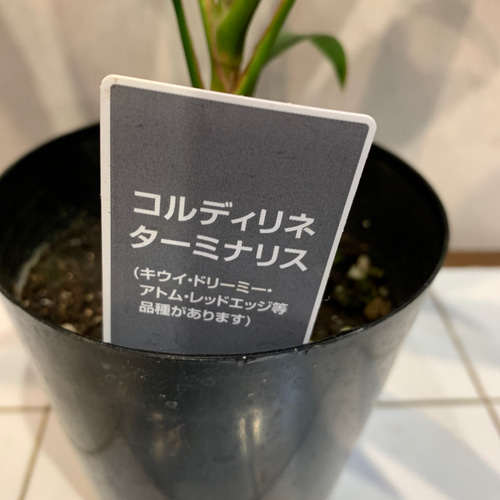 コルディリネ
ターミナリス
(キウイ・ドリーミー・
アトム・レッドエッジ等
品種があります)